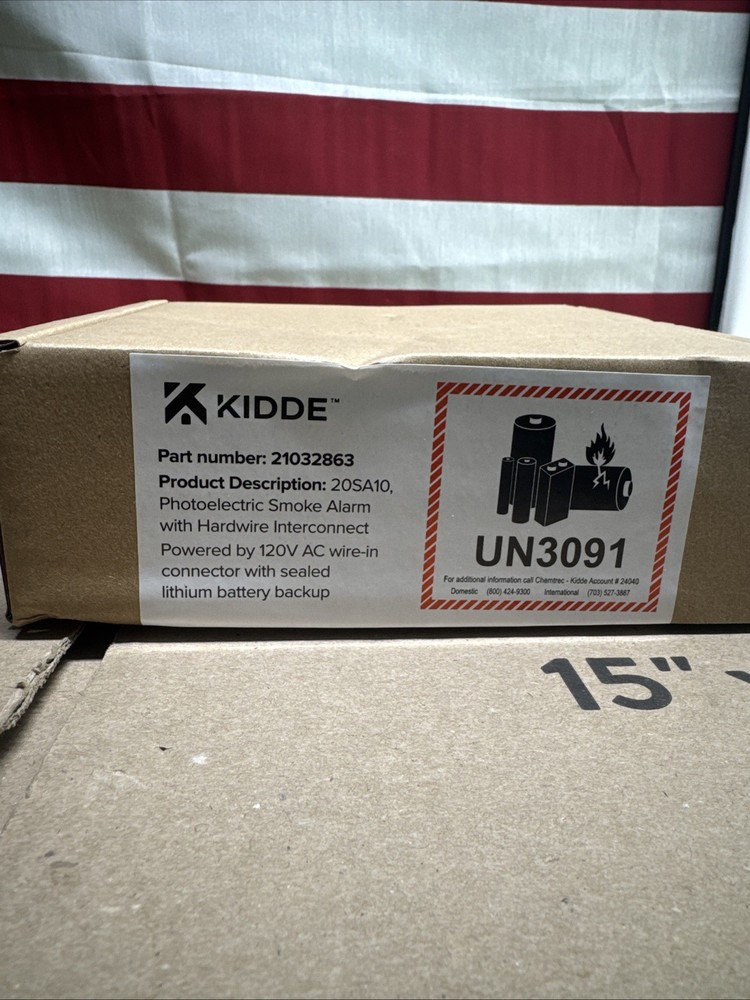 KIDDE™
Part number: 21032863
Product Description: 20SA10,
Photoelectric Smoke Alarm
with Hardwire Interconnect
Powered by 120V AC wire-in
connector with sealed
lithium battery backup
UN3091
For additional information call Chemtrec - Kidde Account # 24040
Domestic (800) 424-9300 International (703) 527-3887
15"